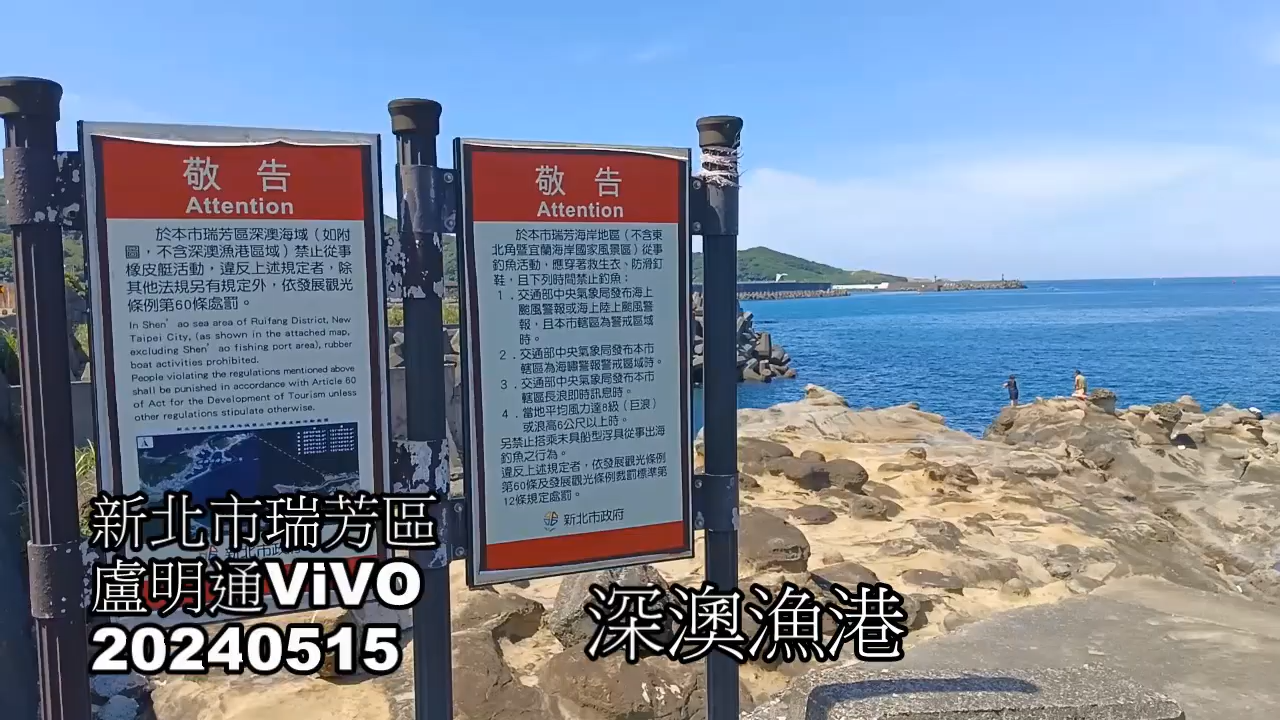 敬 告
Attention
於本市瑞芳區深澳海域（如附
圖，不含深澳漁港區域）禁止從事
橡皮艇活動，違反上述規定者，除
其他法規另有規定外，依發展觀光
條例第60條處罰。
In Shen'ao sea area of Ruifang District, New
Taipei City, (as shown in the attached map,
excluding Shen'ao fishing port area), rubber
boat activities prohibited.
People violating the regulations mentioned above
shall be punished in accordance with Article 60
of Act for the Development of Tourism unless
other regulations stipulate otherwise.
新北市政府
敬 告
Attention
於本市瑞芳海岸地區（不含東
北角暨宜蘭海岸國家風景區）從事
釣魚活動，應穿著救生衣、防滑釘
鞋，且下列時間禁止釣魚：
1．交通部中央氣象局發布海上
颱風警報或海上陸上颱風警
報，且本市轄區為警戒區域
時。
2．交通部中央氣象局發布本市
轄區為海嘯警報警戒區域時。
3．交通部中央氣象局發布本市
轄區長浪即時訊息時。
4．當地平均風力達8級（巨浪）
或浪高6公尺以上時。
另禁止搭乘未具船型浮具從事出海
釣魚之行為。
違反上述規定者，依發展觀光條例
第60條及發展觀光條例裁罰標準第
12條規定處罰。
新北市政府
新北市瑞芳區
盧明通ViVO
20240515
深澳漁港